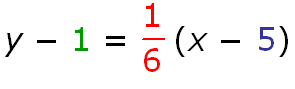 y − 1 = 1/6 (x − 5)